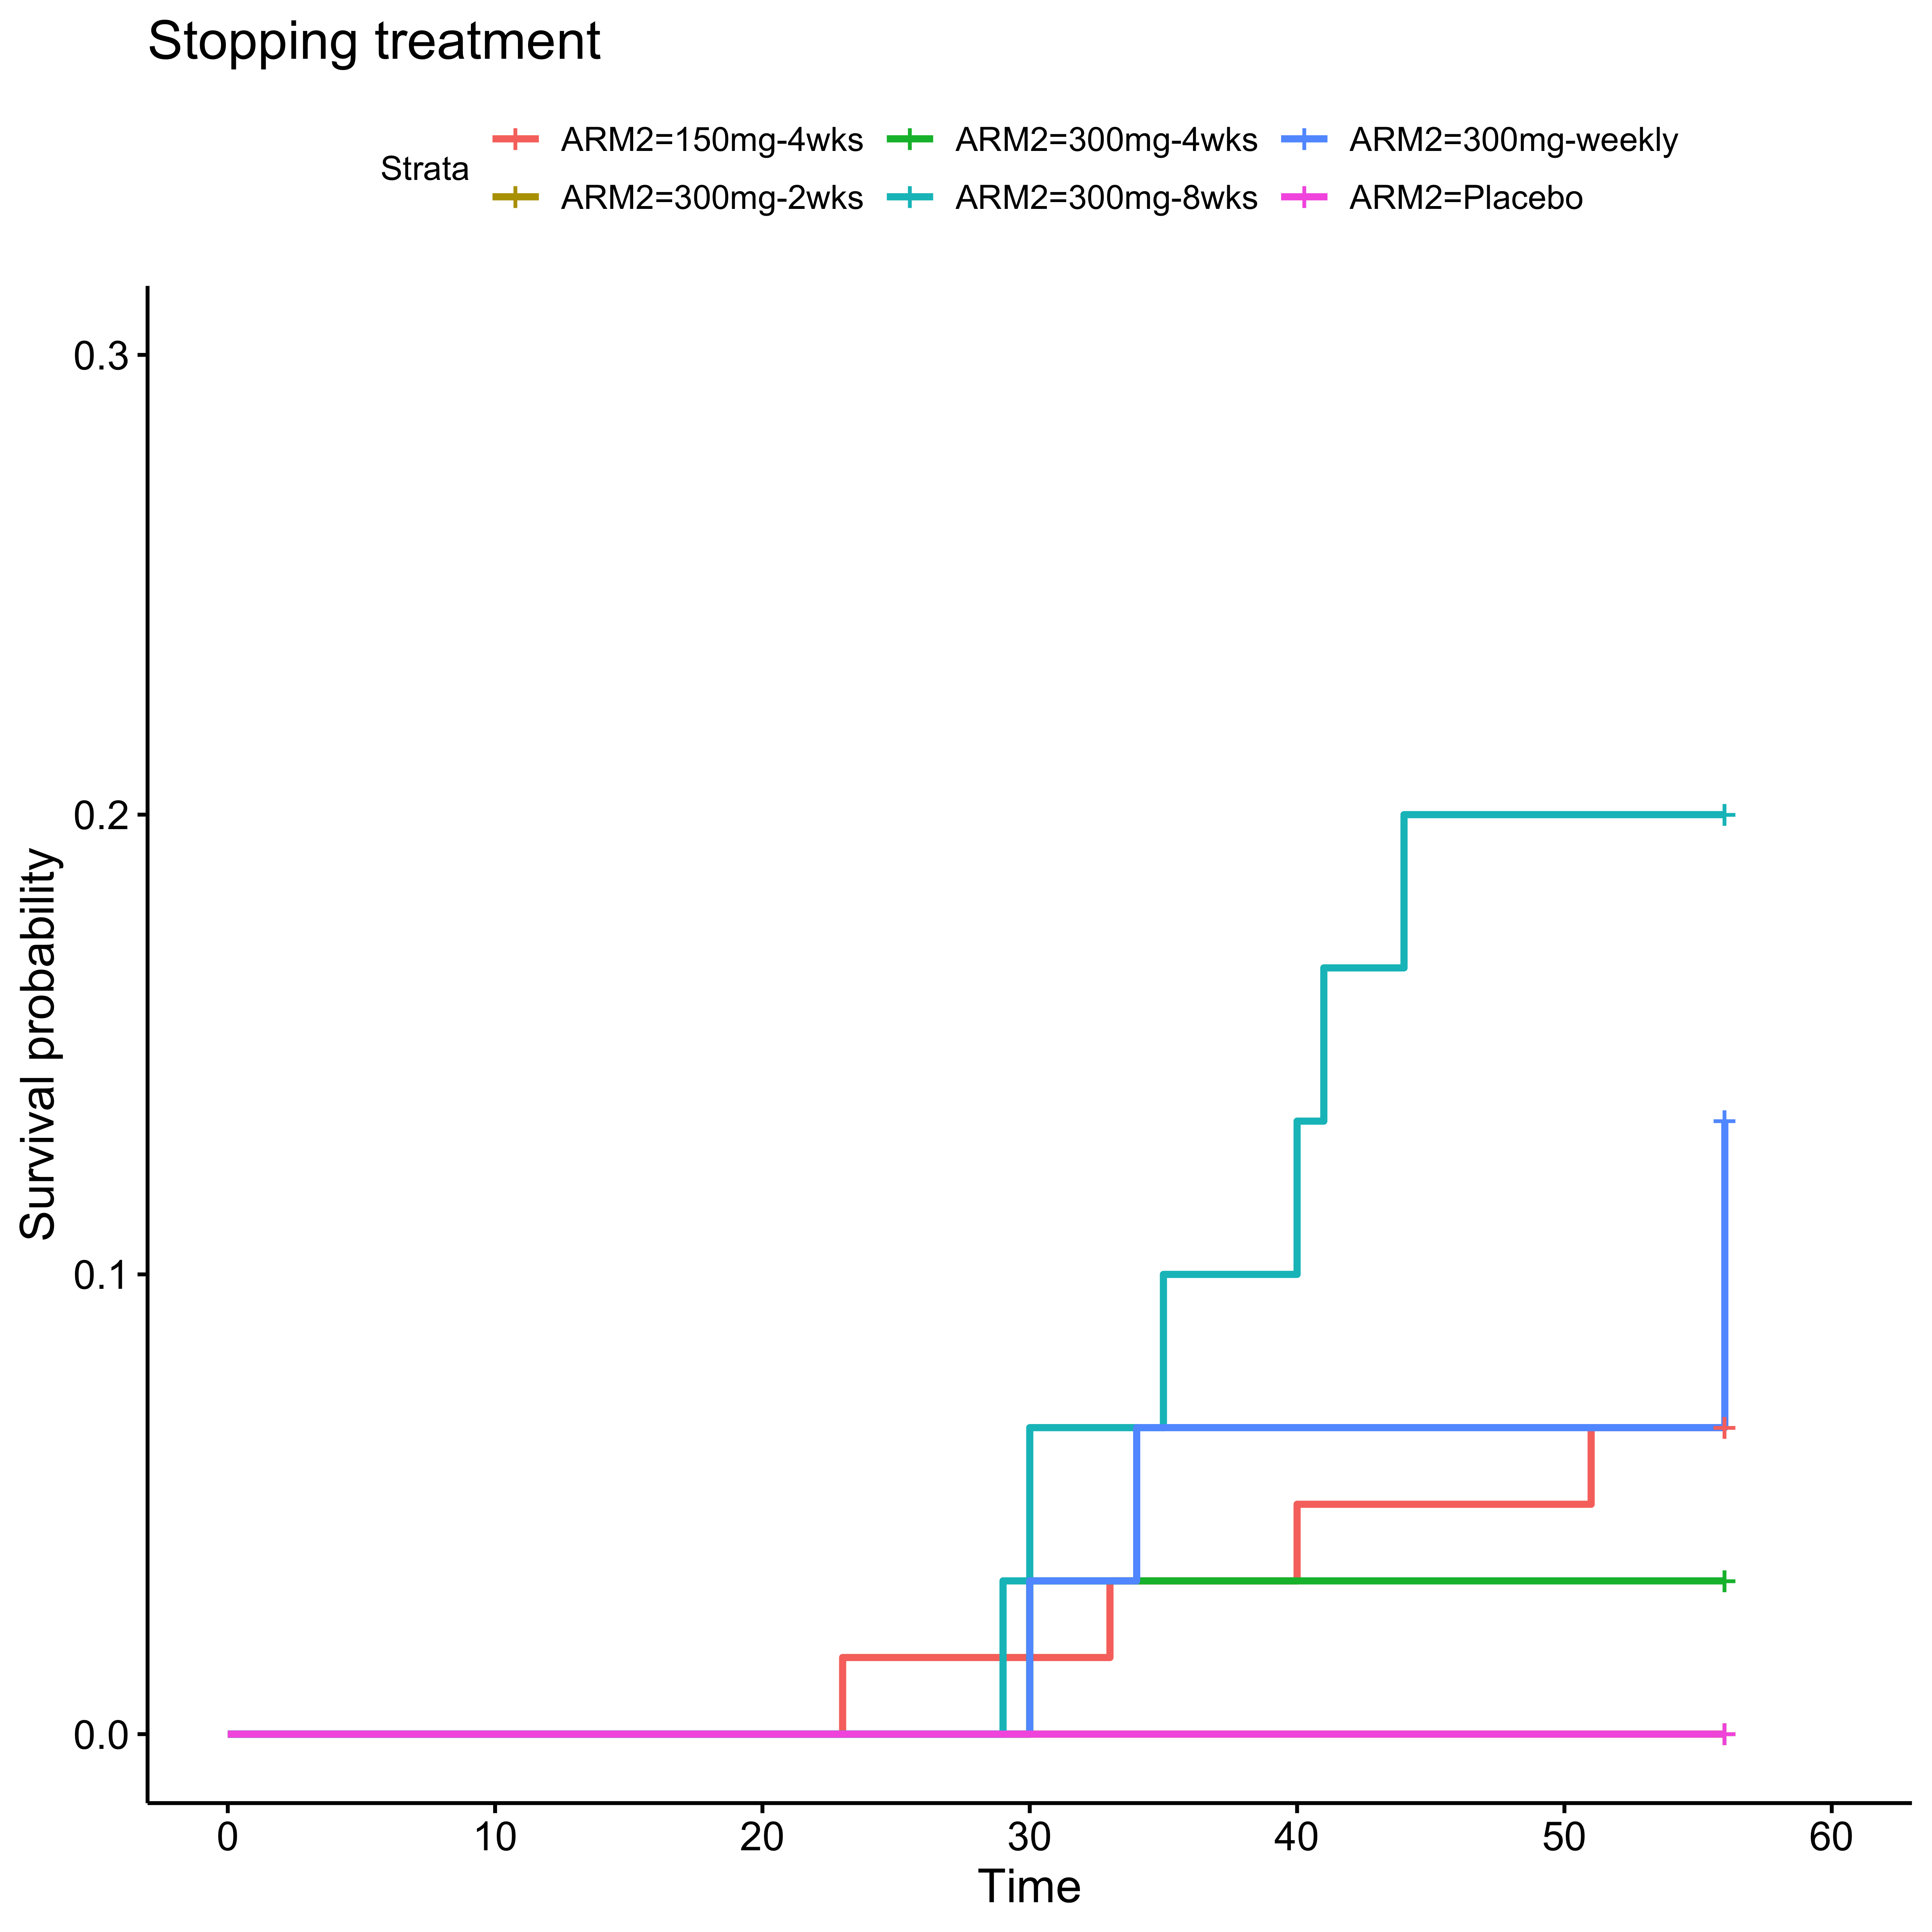 Stopping treatment
Strata
ARM2=150mg-4wks ARM2=300mg-4wks ARM2=300mg-weekly
ARM2=300mg-2wks ARM2=300mg-8wks ARM2=Placebo
Survival probability
0.3
0.2
0.1
0.0
0 10 20 30 40 50 60
Time